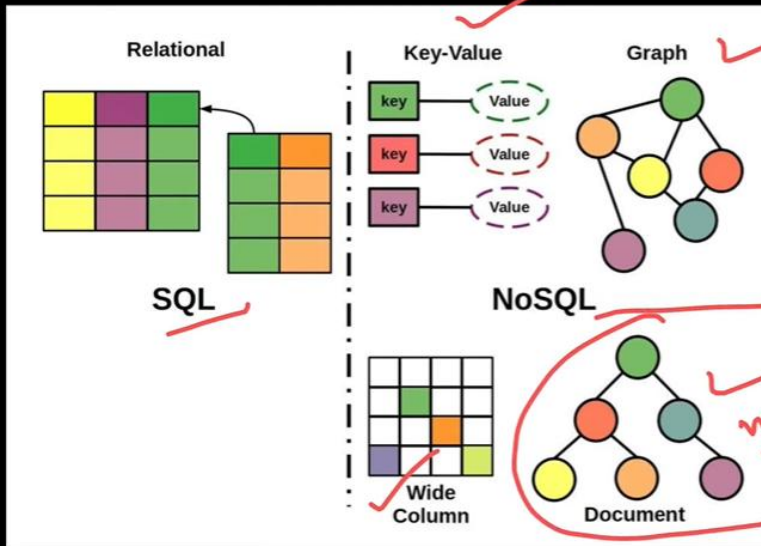 Relational
Key-Value
Graph
key
Value
key
Value
key
Value
SQL
NoSQL
Wide
Column
Document